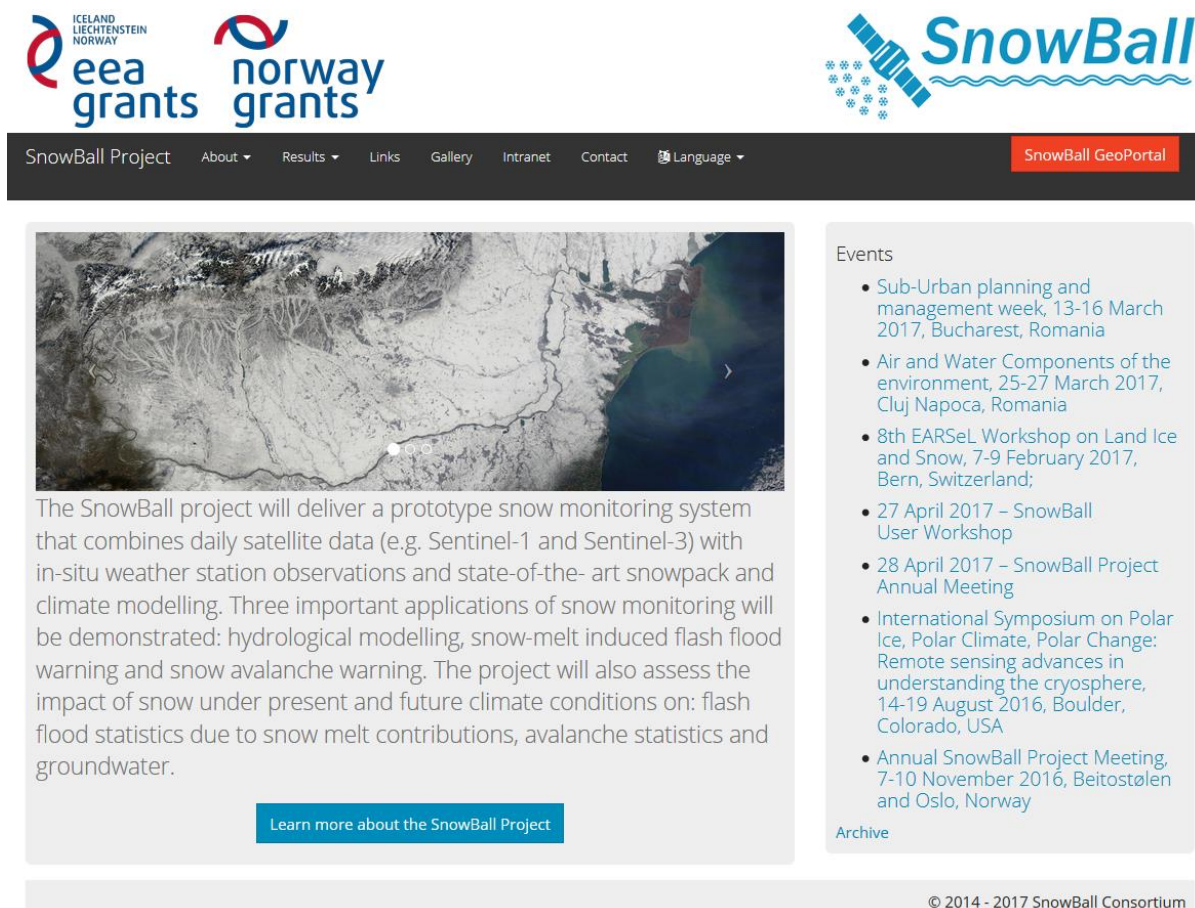 ICELAND
LIECHTENSTEIN
NORWAY
eea
grants
norway
grants
SnowBall
SnowBall Project About Results Links Gallery Intranet Contact Language SnowBall GeoPortal
The SnowBall project will deliver a prototype snow monitoring system
that combines daily satellite data (e.g. Sentinel-1 and Sentinel-3) with
in-situ weather station observations and state-of-the- art snowpack and
climate modelling. Three important applications of snow monitoring will
be demonstrated: hydrological modelling, snow-melt induced flash flood
warning and snow avalanche warning. The project will also assess the
impact of snow under present and future climate conditions on: flash
flood statistics due to snow melt contributions, avalanche statistics and
groundwater.
Learn more about the SnowBall Project
Events
• Sub-Urban planning and
management week, 13-16 March
2017, Bucharest, Romania
• Air and Water Components of the
environment, 25-27 March 2017,
Cluj Napoca, Romania
• 8th EARSeL Workshop on Land Ice
and Snow, 7-9 February 2017,
Bern, Switzerland;
• 27 April 2017 – SnowBall
User Workshop
• 28 April 2017 – SnowBall Project
Annual Meeting
• International Symposium on Polar
Ice, Polar Climate, Polar Change:
Remote sensing advances in
understanding the cryosphere,
14-19 August 2016, Boulder,
Colorado, USA
• Annual SnowBall Project Meeting,
7-10 November 2016, Beitostølen
and Oslo, Norway
Archive
© 2014 - 2017 SnowBall Consortium